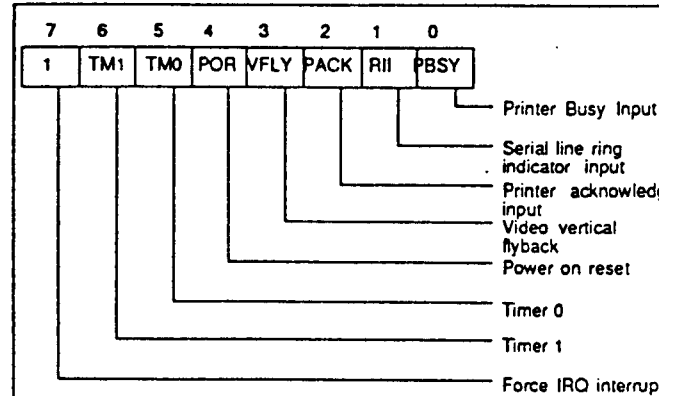 7 6 5 4 3 2 1 0
1 TM1 TM0 POR VFLY PACK RII PBSY
Printer Busy Input
Serial line ring
indicator input
Printer acknowledg
input
Video vertical
flyback
Power on reset
Timer 0
Timer 1
Force IRQ interrup